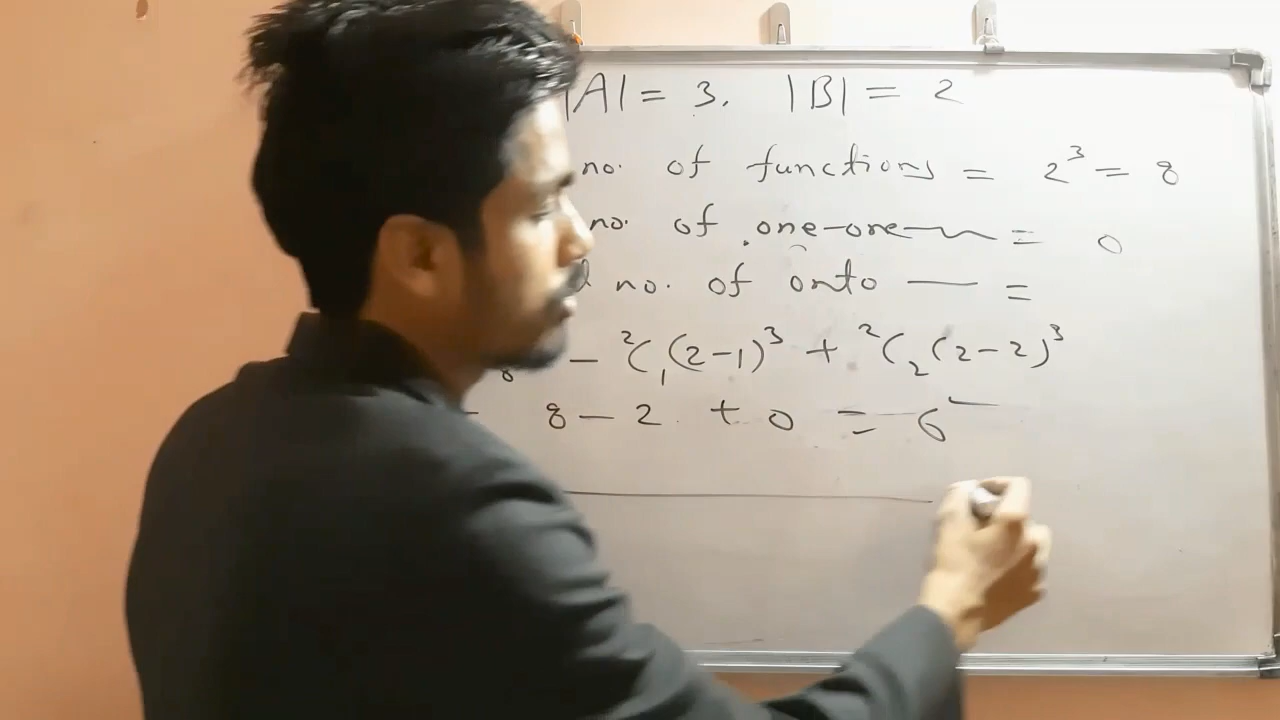 |A| = 3, |B| = 2
no. of functions = 2³ = 8
no. of one-one = 0
no. of onto — =
8 - ²C₁(2-1)³ + ²C₂(2-2)³
8 - 2 + 0 = 6